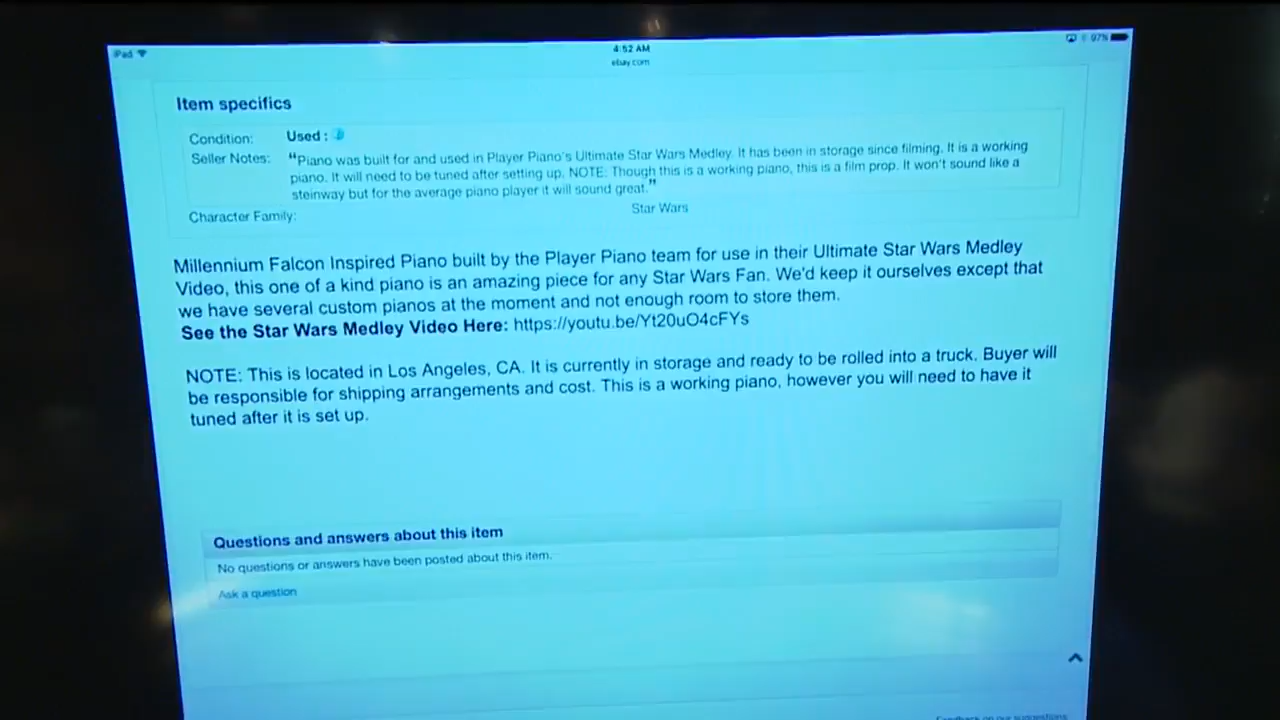 iPad 4:52 AM 97%
ebay.com
Item specifics
Condition: Used :
Seller Notes: “Piano was built for and used in Player Piano's Ultimate Star Wars Medley. It has been in storage since filming. It is a working
piano. It will need to be tuned after setting up. NOTE: Though this is a working piano, this is a film prop. It won't sound like a
steinway but for the average piano player it will sound great.”
Character Family: Star Wars
Millennium Falcon Inspired Piano built by the Player Piano team for use in their Ultimate Star Wars Medley
Video, this one of a kind piano is an amazing piece for any Star Wars Fan. We'd keep it ourselves except that
we have several custom pianos at the moment and not enough room to store them.
See the Star Wars Medley Video Here: https://youtu.be/Yt20uO4cFYs
NOTE: This is located in Los Angeles, CA. It is currently in storage and ready to be rolled into a truck. Buyer will
be responsible for shipping arrangements and cost. This is a working piano, however you will need to have it
tuned after it is set up.
Questions and answers about this item
No questions or answers have been posted about this item.
Ask a question
Feedback on our suggestions